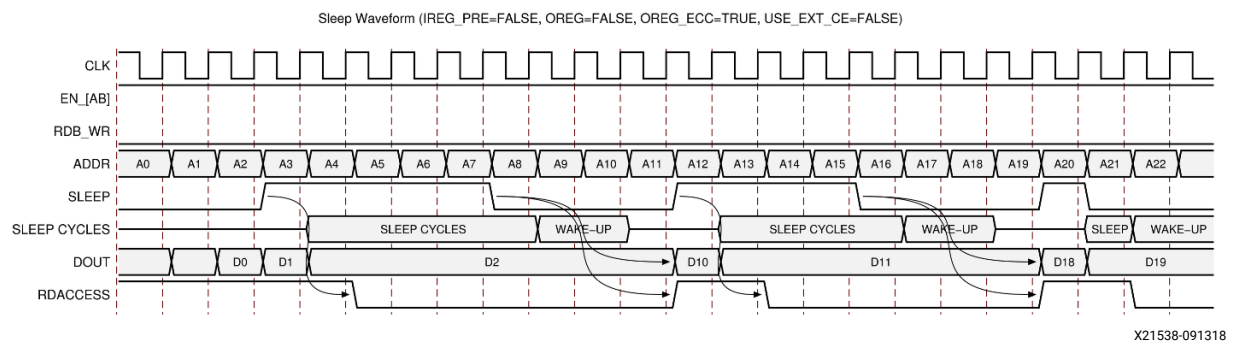 Sleep Waveform (IREG_PRE=FALSE, OREG=FALSE, OREG_ECC=TRUE, USE_EXT_CE=FALSE)
CLK
EN_[AB]
RDB_WR
ADDR A0 A1 A2 A3 A4 A5 A6 A7 A8 A9 A10 A11 A12 A13 A14 A15 A16 A17 A18 A19 A20 A21 A22
SLEEP
SLEEP CYCLES SLEEP CYCLES WAKE-UP SLEEP CYCLES WAKE-UP SLEEP WAKE-UP
DOUT D0 D1 D2 D10 D11 D18 D19
RDACCESS
X21538-091318